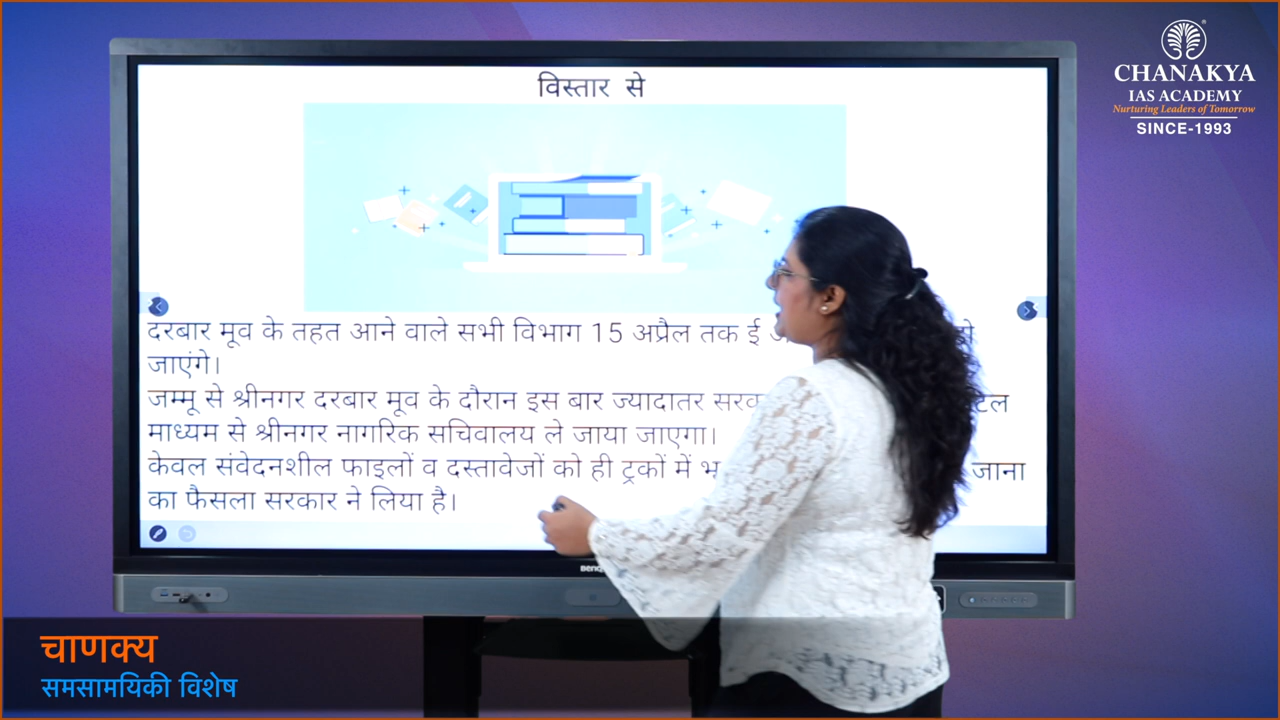 विस्तार से
CHANAKYA
IAS ACADEMY
Nurturing Leaders of Tomorrow
SINCE-1993
दरबार मूव के तहत आने वाले सभी विभाग 15 अप्रैल तक ई
जाएंगे।
जम्मू से श्रीनगर दरबार मूव के दौरान इस बार ज्यादातर
माध्यम से श्रीनगर नागरिक सचिवालय ले जाया जाएगा।
केवल संवेदनशील फाइलों व दस्तावेजों को ही ट्रकों में जाना
का फैसला सरकार ने लिया है।
BenQ
चाणक्य
समसामयिकी विशेष